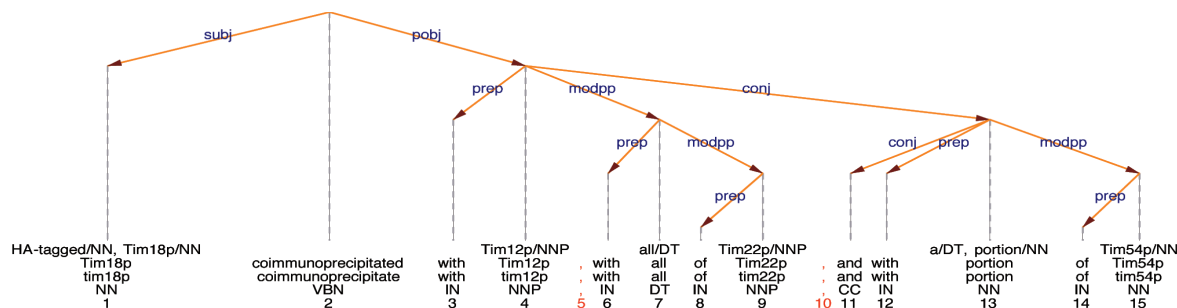 subj pobj
prep modpp conj
prep modpp conj prep modpp
prep prep
HA-tagged/NN, Tim18p/NN Tim12p/NNP all/DT Tim22p/NNP a/DT, portion/NN Tim54p/NN
Tim18p coimmunoprecipitated with Tim12p , with all of Tim22p , and with portion of Tim54p
tim18p coimmunoprecipitate with tim12p , with all of tim22p , and with portion of tim54p
NN VBN IN NNP , IN DT IN NNP , CC IN NN IN NN
1 2 3 4 5 6 7 8 9 10 11 12 13 14 15